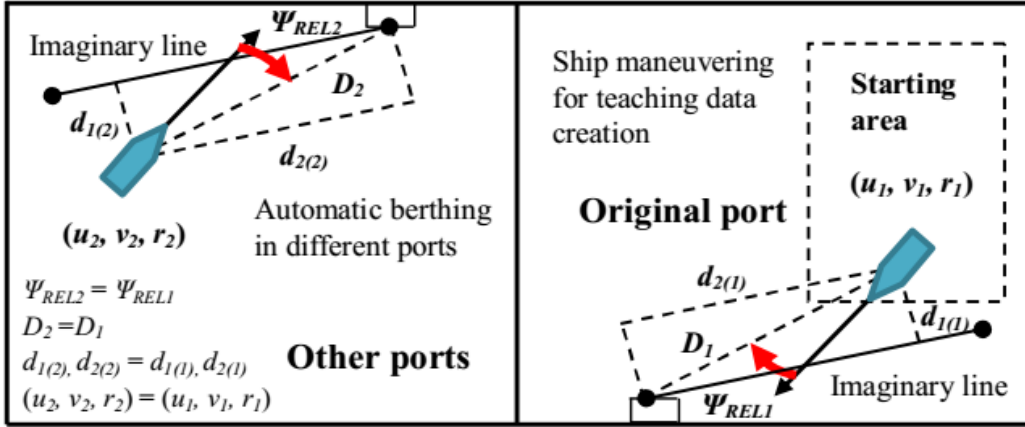 Ψ_REL2
Imaginary line
D_2
d_1(2)
d_2(2)
Automatic berthing
in different ports
(u_2, v_2, r_2)
Ψ_REL2 = Ψ_REL1
D_2 =D_1
d_1(2), d_2(2) = d_1(1), d_2(1)
(u_2, v_2, r_2) = (u_1, v_1, r_1)
Other ports
Ship maneuvering
for teaching data
creation
Starting
area
(u_1, v_1, r_1)
Original port
d_2(1)
d_1(1)
D_1
Imaginary line
Ψ_REL1